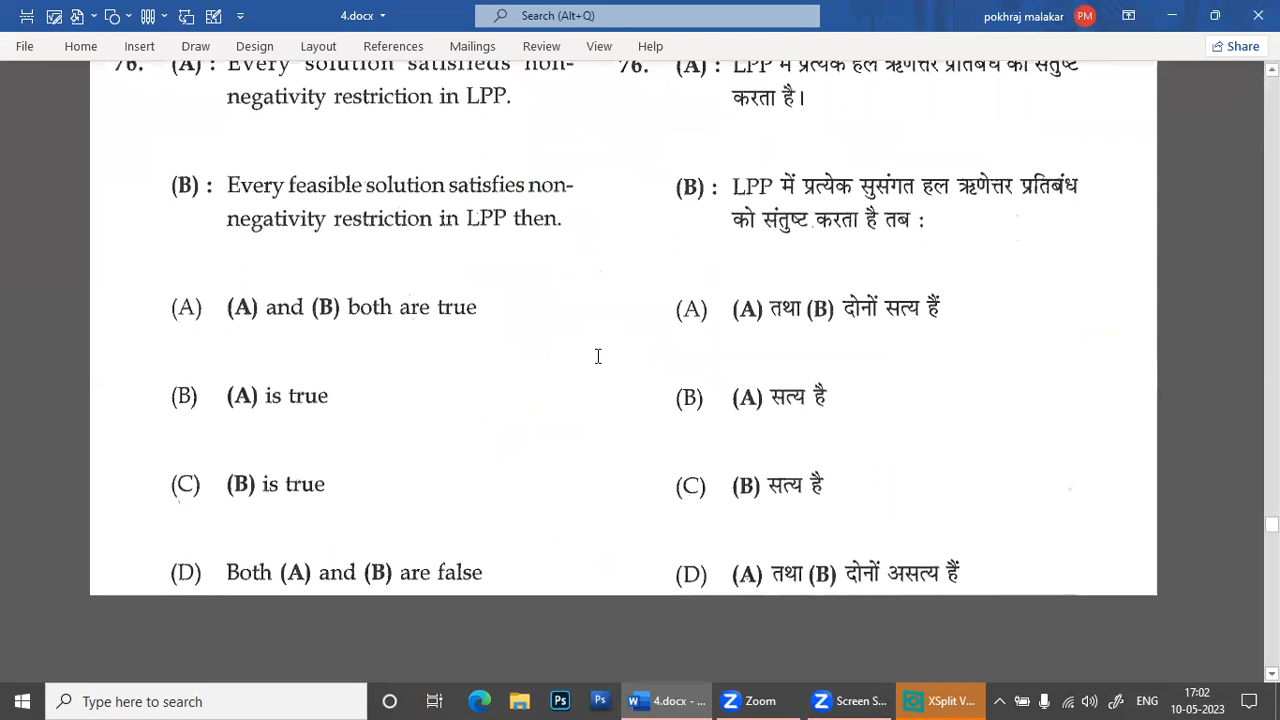 4.docx
Search (Alt+Q)
pokhraj malakar
PM
File Home Insert Draw Design Layout References Mailings Review View Help
Share
76. (A) : Every solution satisfieds non-
negativity restriction in LPP.
(B) : Every feasible solution satisfies non-
negativity restriction in LPP then.
(A) (A) and (B) both are true
(B) (A) is true
(C) (B) is true
(D) Both (A) and (B) are false
76. (A) : LPP में प्रत्येक हल ऋणेत्तर प्रतिबंध को संतुष्ट
करता है।
(B) : LPP में प्रत्येक सुसंगत हल ऋणेत्तर प्रतिबंध
को संतुष्ट करता है तब :
(A) (A) तथा (B) दोनों सत्य हैं
(B) (A) सत्य है
(C) (B) सत्य है
(D) (A) तथा (B) दोनों असत्य हैं
Type here to search
4.docx - ...
Zoom
Screen S...
XSplit V...
ENG
17:02
10-05-2023